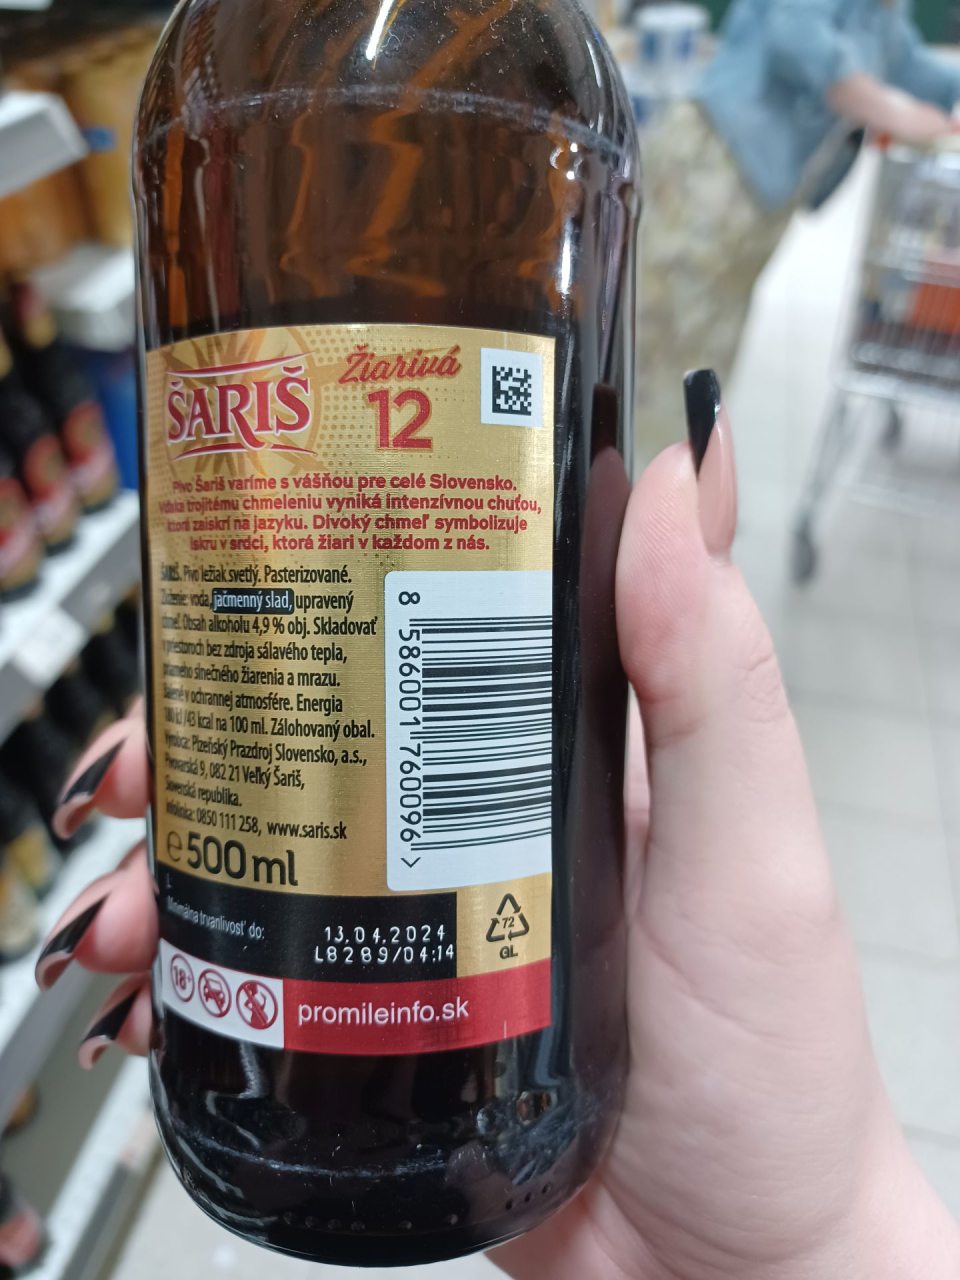 ŠARIŠ
Žiarivá
12
Pivo Šariš varíme s vášňou pre celé Slovensko.
Vďaka trojitému chmeleniu vyniká intenzívnou chuťou,
ktorá zaiskrí na jazyku. Divoký chmeľ symbolizuje
iskru v srdci, ktorá žiari v každom z nás.
ŠARIŠ. Pivo ležiak svetlý. Pasterizované.
Zloženie: voda, jačmenný slad, upravený
chmeľ. Obsah alkoholu 4,9 % obj. Skladovať
v priestoroch bez zdroja sálavého tepla,
priameho slnečného žiarenia a mrazu.
Balené v ochrannej atmosfére. Energia
180 kJ/43 kcal na 100 ml. Zálohovaný obal.
Výrobca: Plzeňský Prazdroj Slovensko, a.s.,
Pivovarská 9, 082 21 Veľký Šariš,
Slovenská republika.
Infolinka: 0850 111 258, www.saris.sk
e 500 ml
8 586001 760096 >
Minimálna trvanlivosť do:
13.04.2024
L8289/04:14
72
GL
18+
promileinfo.sk